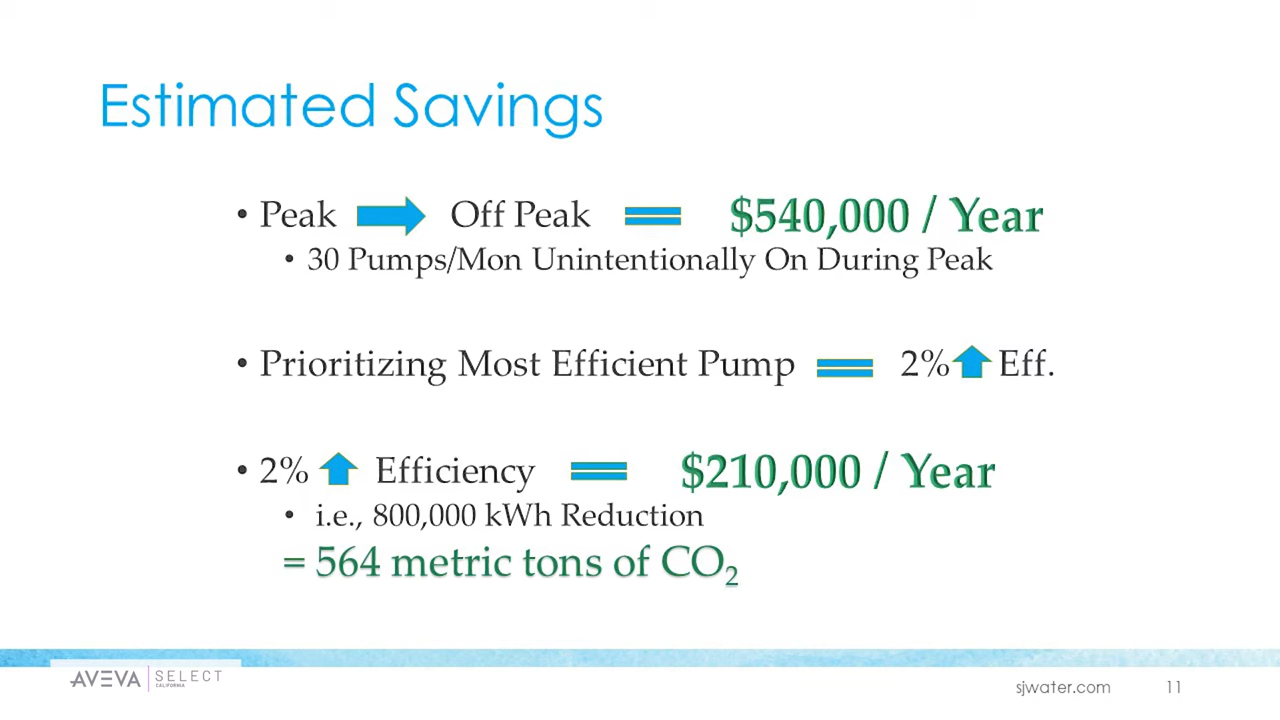 Estimated Savings
• Peak Off Peak $540,000 / Year
• 30 Pumps/Mon Unintentionally On During Peak
• Prioritizing Most Efficient Pump 2% Eff.
• 2% Efficiency $210,000 / Year
• i.e., 800,000 kWh Reduction
= 564 metric tons of CO₂
AVEVA SELECT
CALIFORNIA
sjwater.com 11